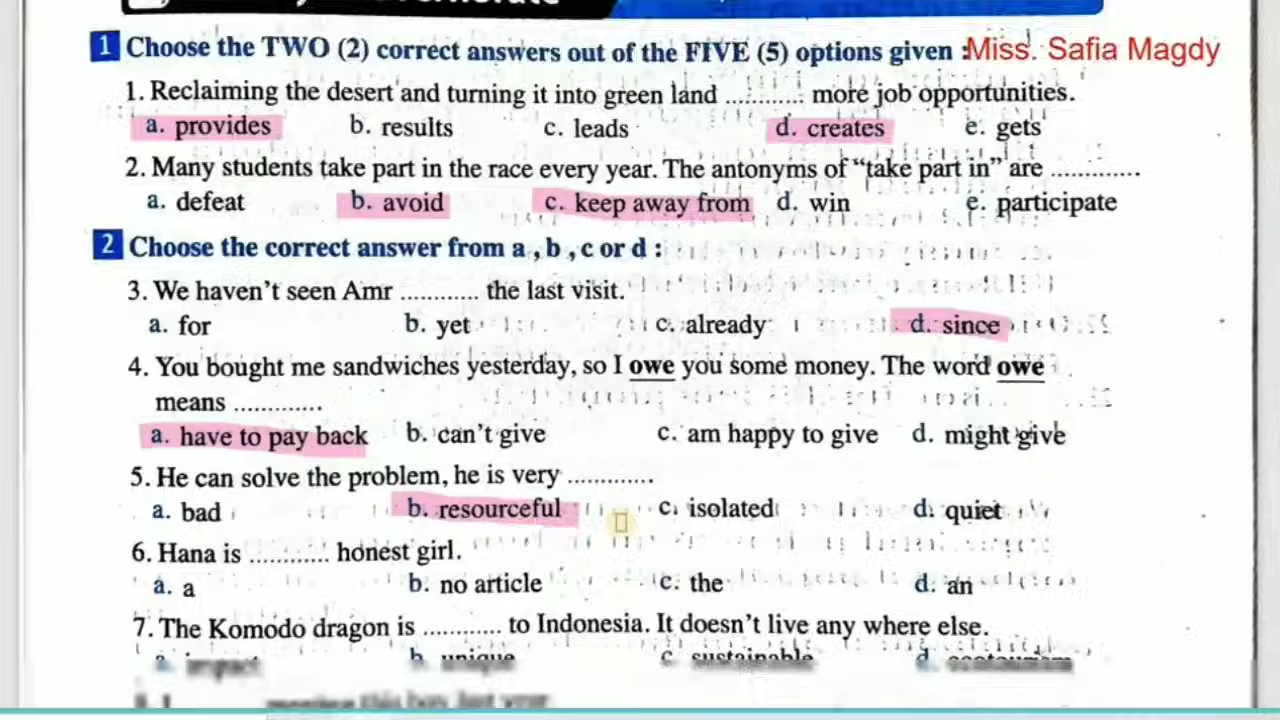 1 Choose the TWO (2) correct answers out of the FIVE (5) options given : Miss. Safia Magdy
1. Reclaiming the desert and turning it into green land ............ more job opportunities.
a. provides b. results c. leads d. creates e. gets
2. Many students take part in the race every year. The antonyms of “take part in” are .............
a. defeat b. avoid c. keep away from d. win e. participate
2 Choose the correct answer from a , b , c or d :
3. We haven’t seen Amr ............ the last visit.
a. for b. yet c. already d. since
4. You bought me sandwiches yesterday, so I owe you some money. The word owe
means .............
a. have to pay back b. can’t give c. am happy to give d. might give
5. He can solve the problem, he is very .............
a. bad b. resourceful c. isolated d. quiet
6. Hana is ............ honest girl.
a. a b. no article c. the d. an
7. The Komodo dragon is ............ to Indonesia. It doesn’t live any where else.
a. impact b. unique c. sustainable d.